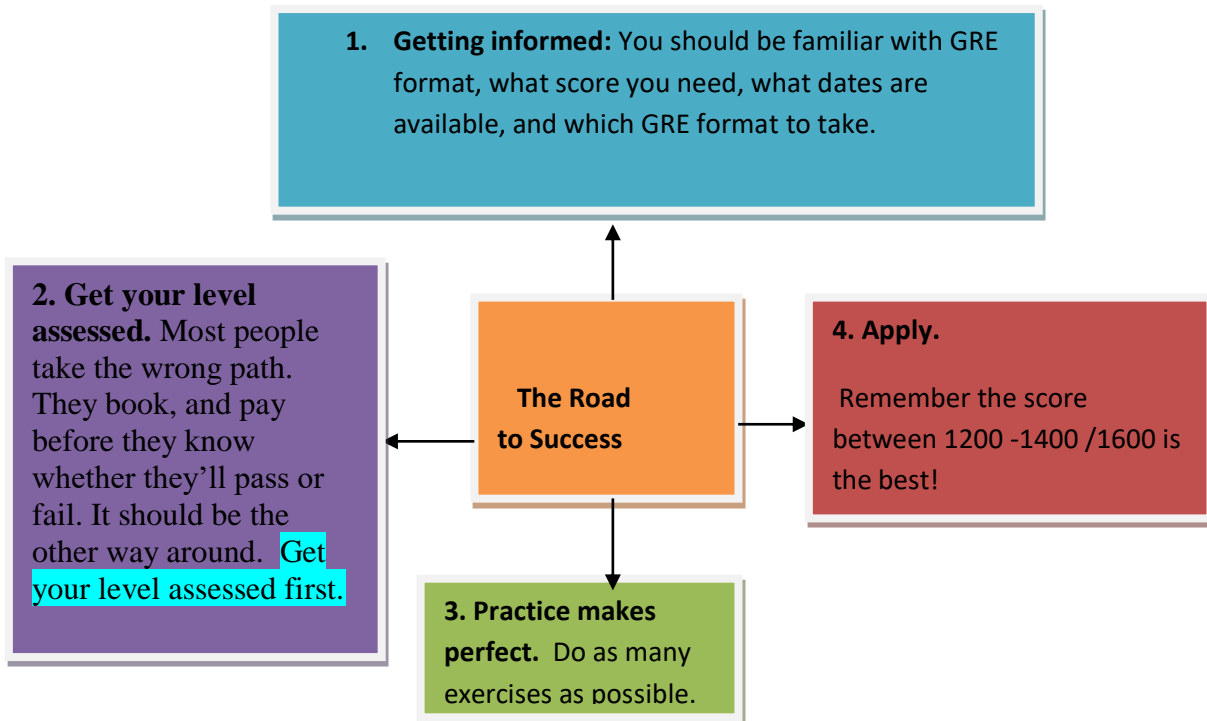 1. Getting informed: You should be familiar with GRE
format, what score you need, what dates are
available, and which GRE format to take.
2. Get your level
assessed. Most people
take the wrong path.
They book, and pay
before they know
whether they’ll pass or
fail. It should be the
other way around. Get
your level assessed first.
The Road
to Success
4. Apply.
Remember the score
between 1200 -1400 /1600 is
the best!
3. Practice makes
perfect. Do as many
exercises as possible.